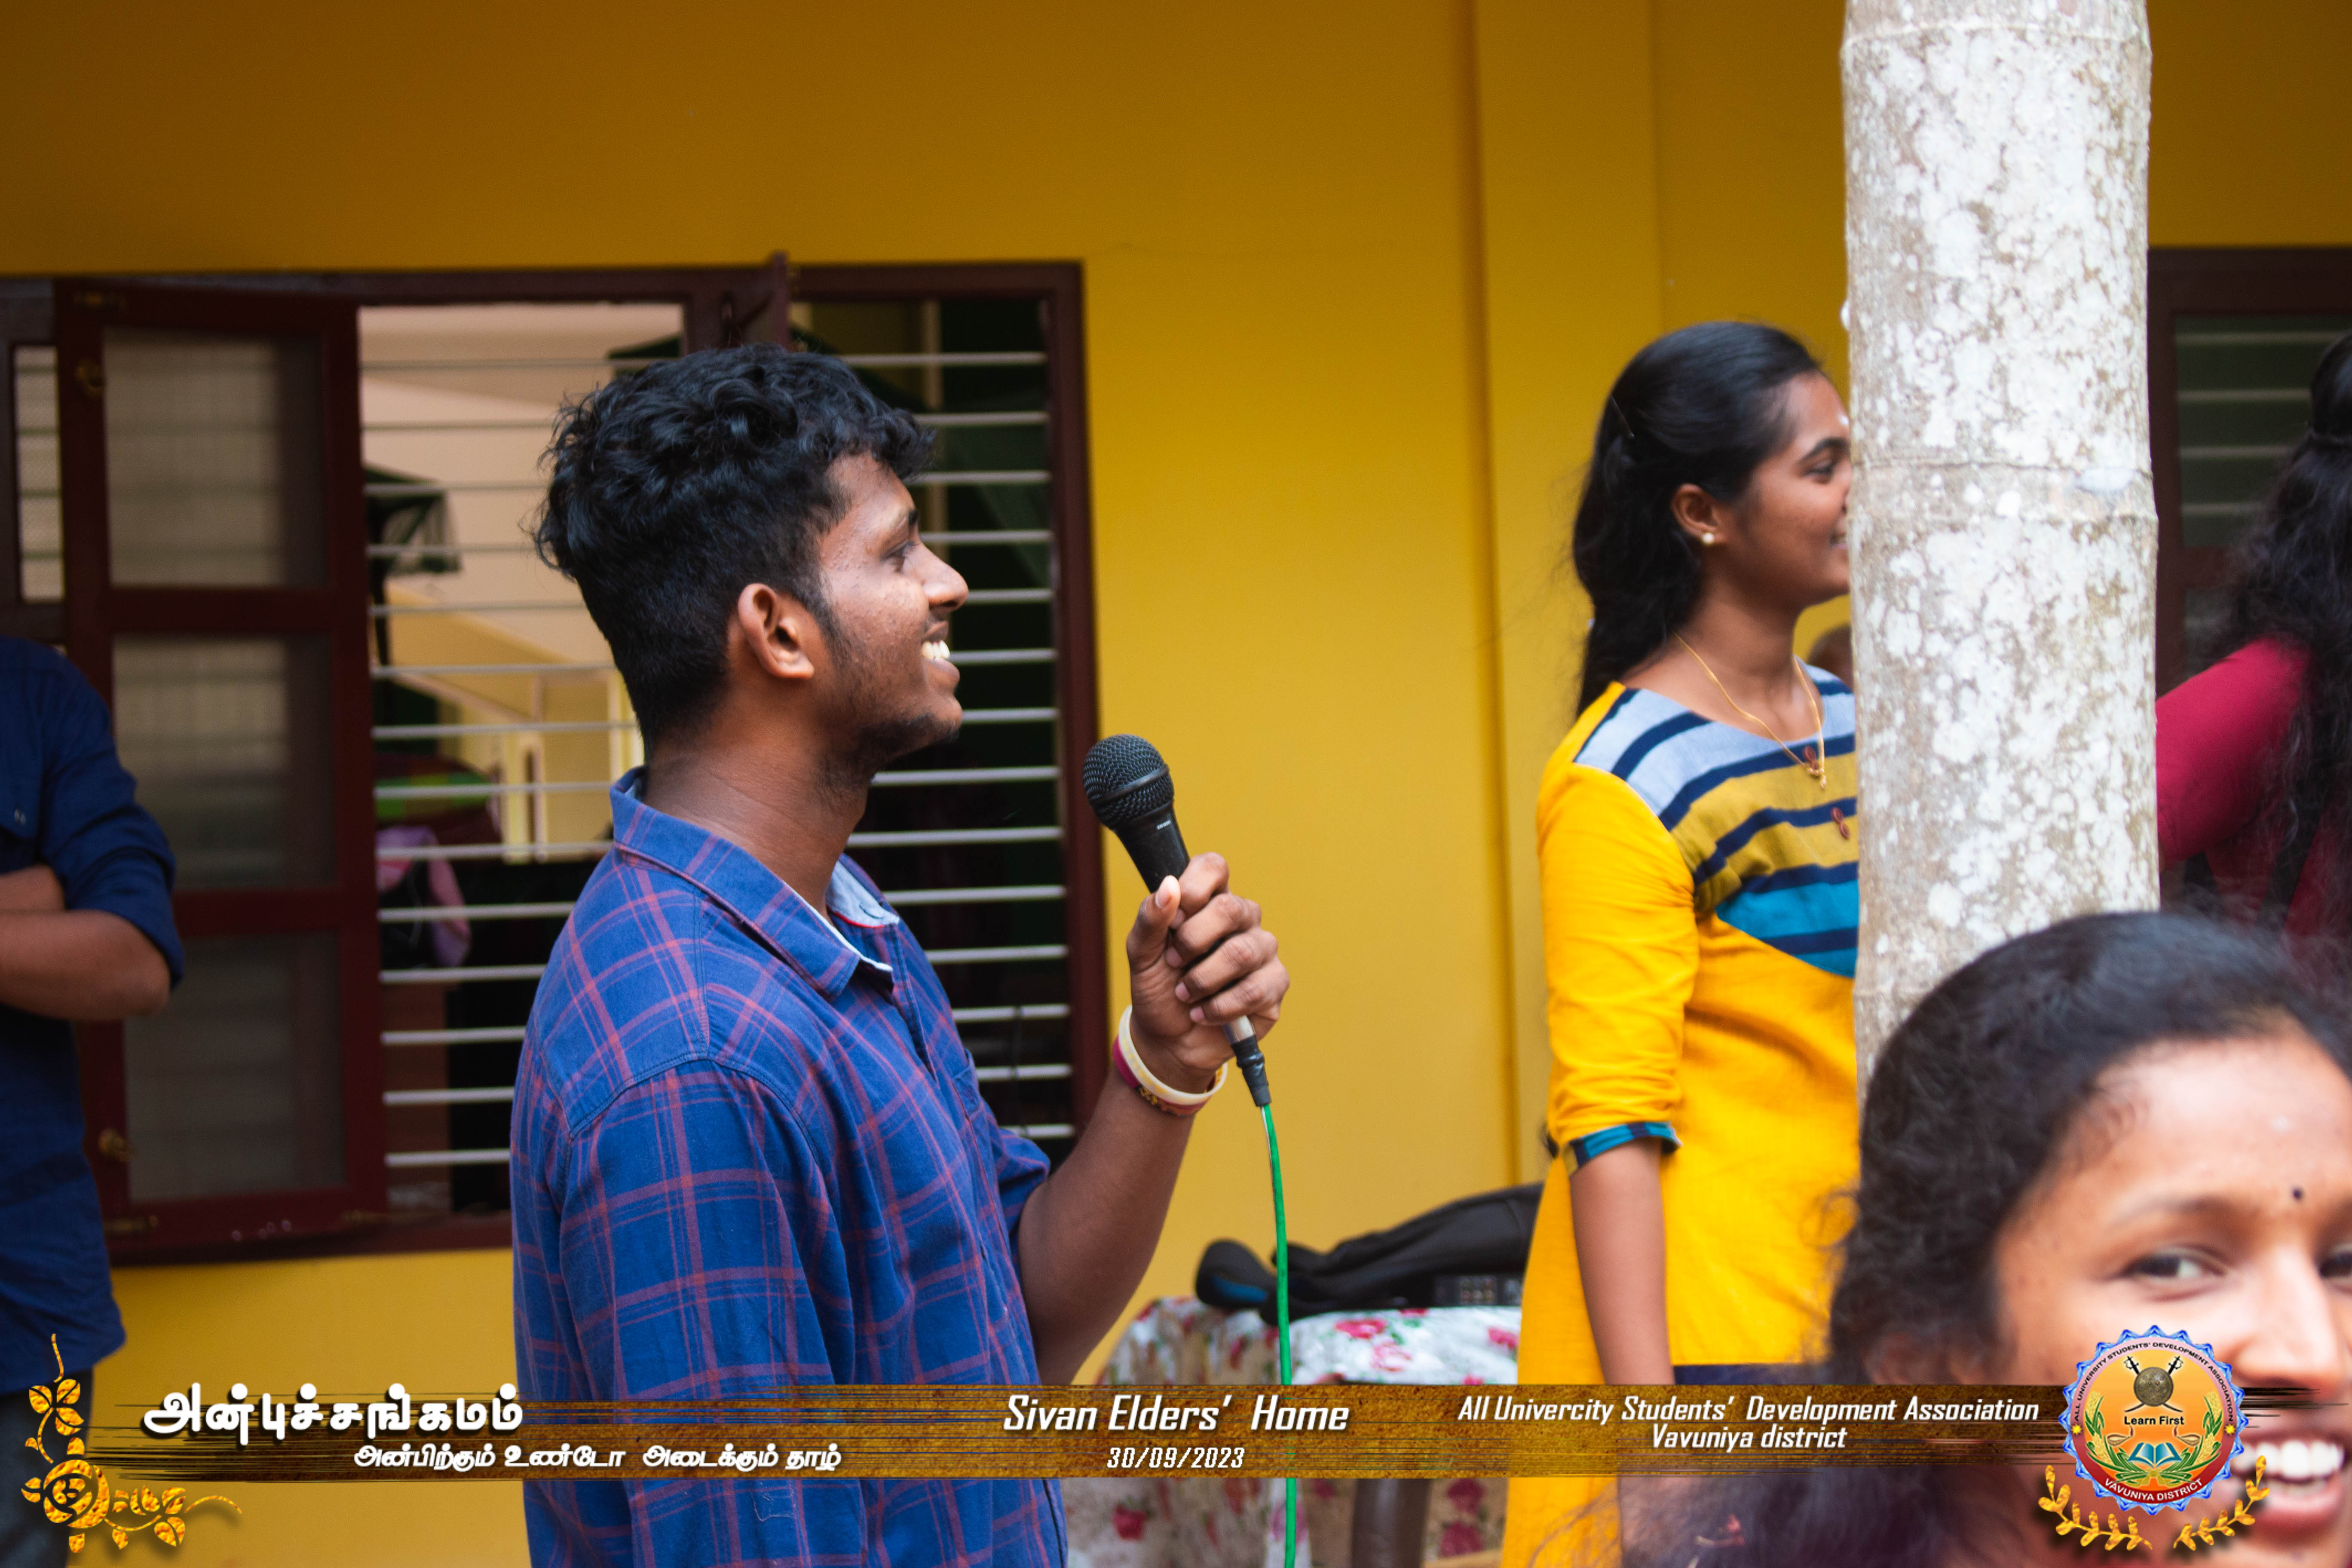 அன்புச்சங்கமம்
அன்பிற்கும் உண்டோ அடைக்கும் தாழ்
Sivan Elders' Home
30/09/2023
All Univercity Students' Development Association
Vavuniya district
ALL UNIVERSITY STUDENTS' DEVELOPMENT ASSOCIATION
Learn First
VAVUNIYA DISTRICT